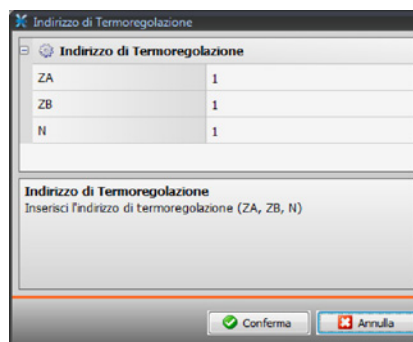 Indirizzo di Termoregolazione
Indirizzo di Termoregolazione
ZA 1
ZB 1
N 1
Indirizzo di Termoregolazione
Inserisci l'indirizzo di termoregolazione (ZA, ZB, N)
Conferma Annulla